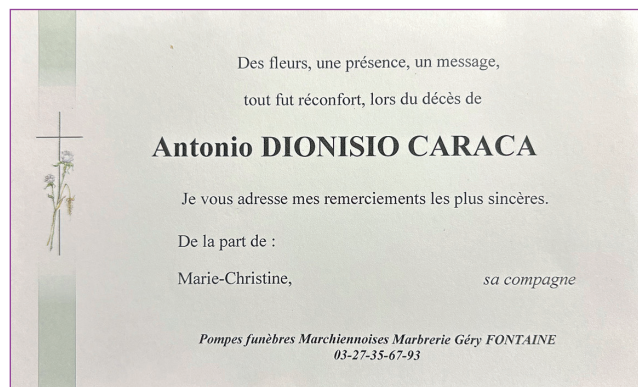 Des fleurs, une présence, un message,
tout fut réconfort, lors du décès de
Antonio DIONISIO CARACA
Je vous adresse mes remerciements les plus sincères.
De la part de :
Marie-Christine, sa compagne
Pompes funèbres Marchiennoises Marbrerie Géry FONTAINE
03-27-35-67-93